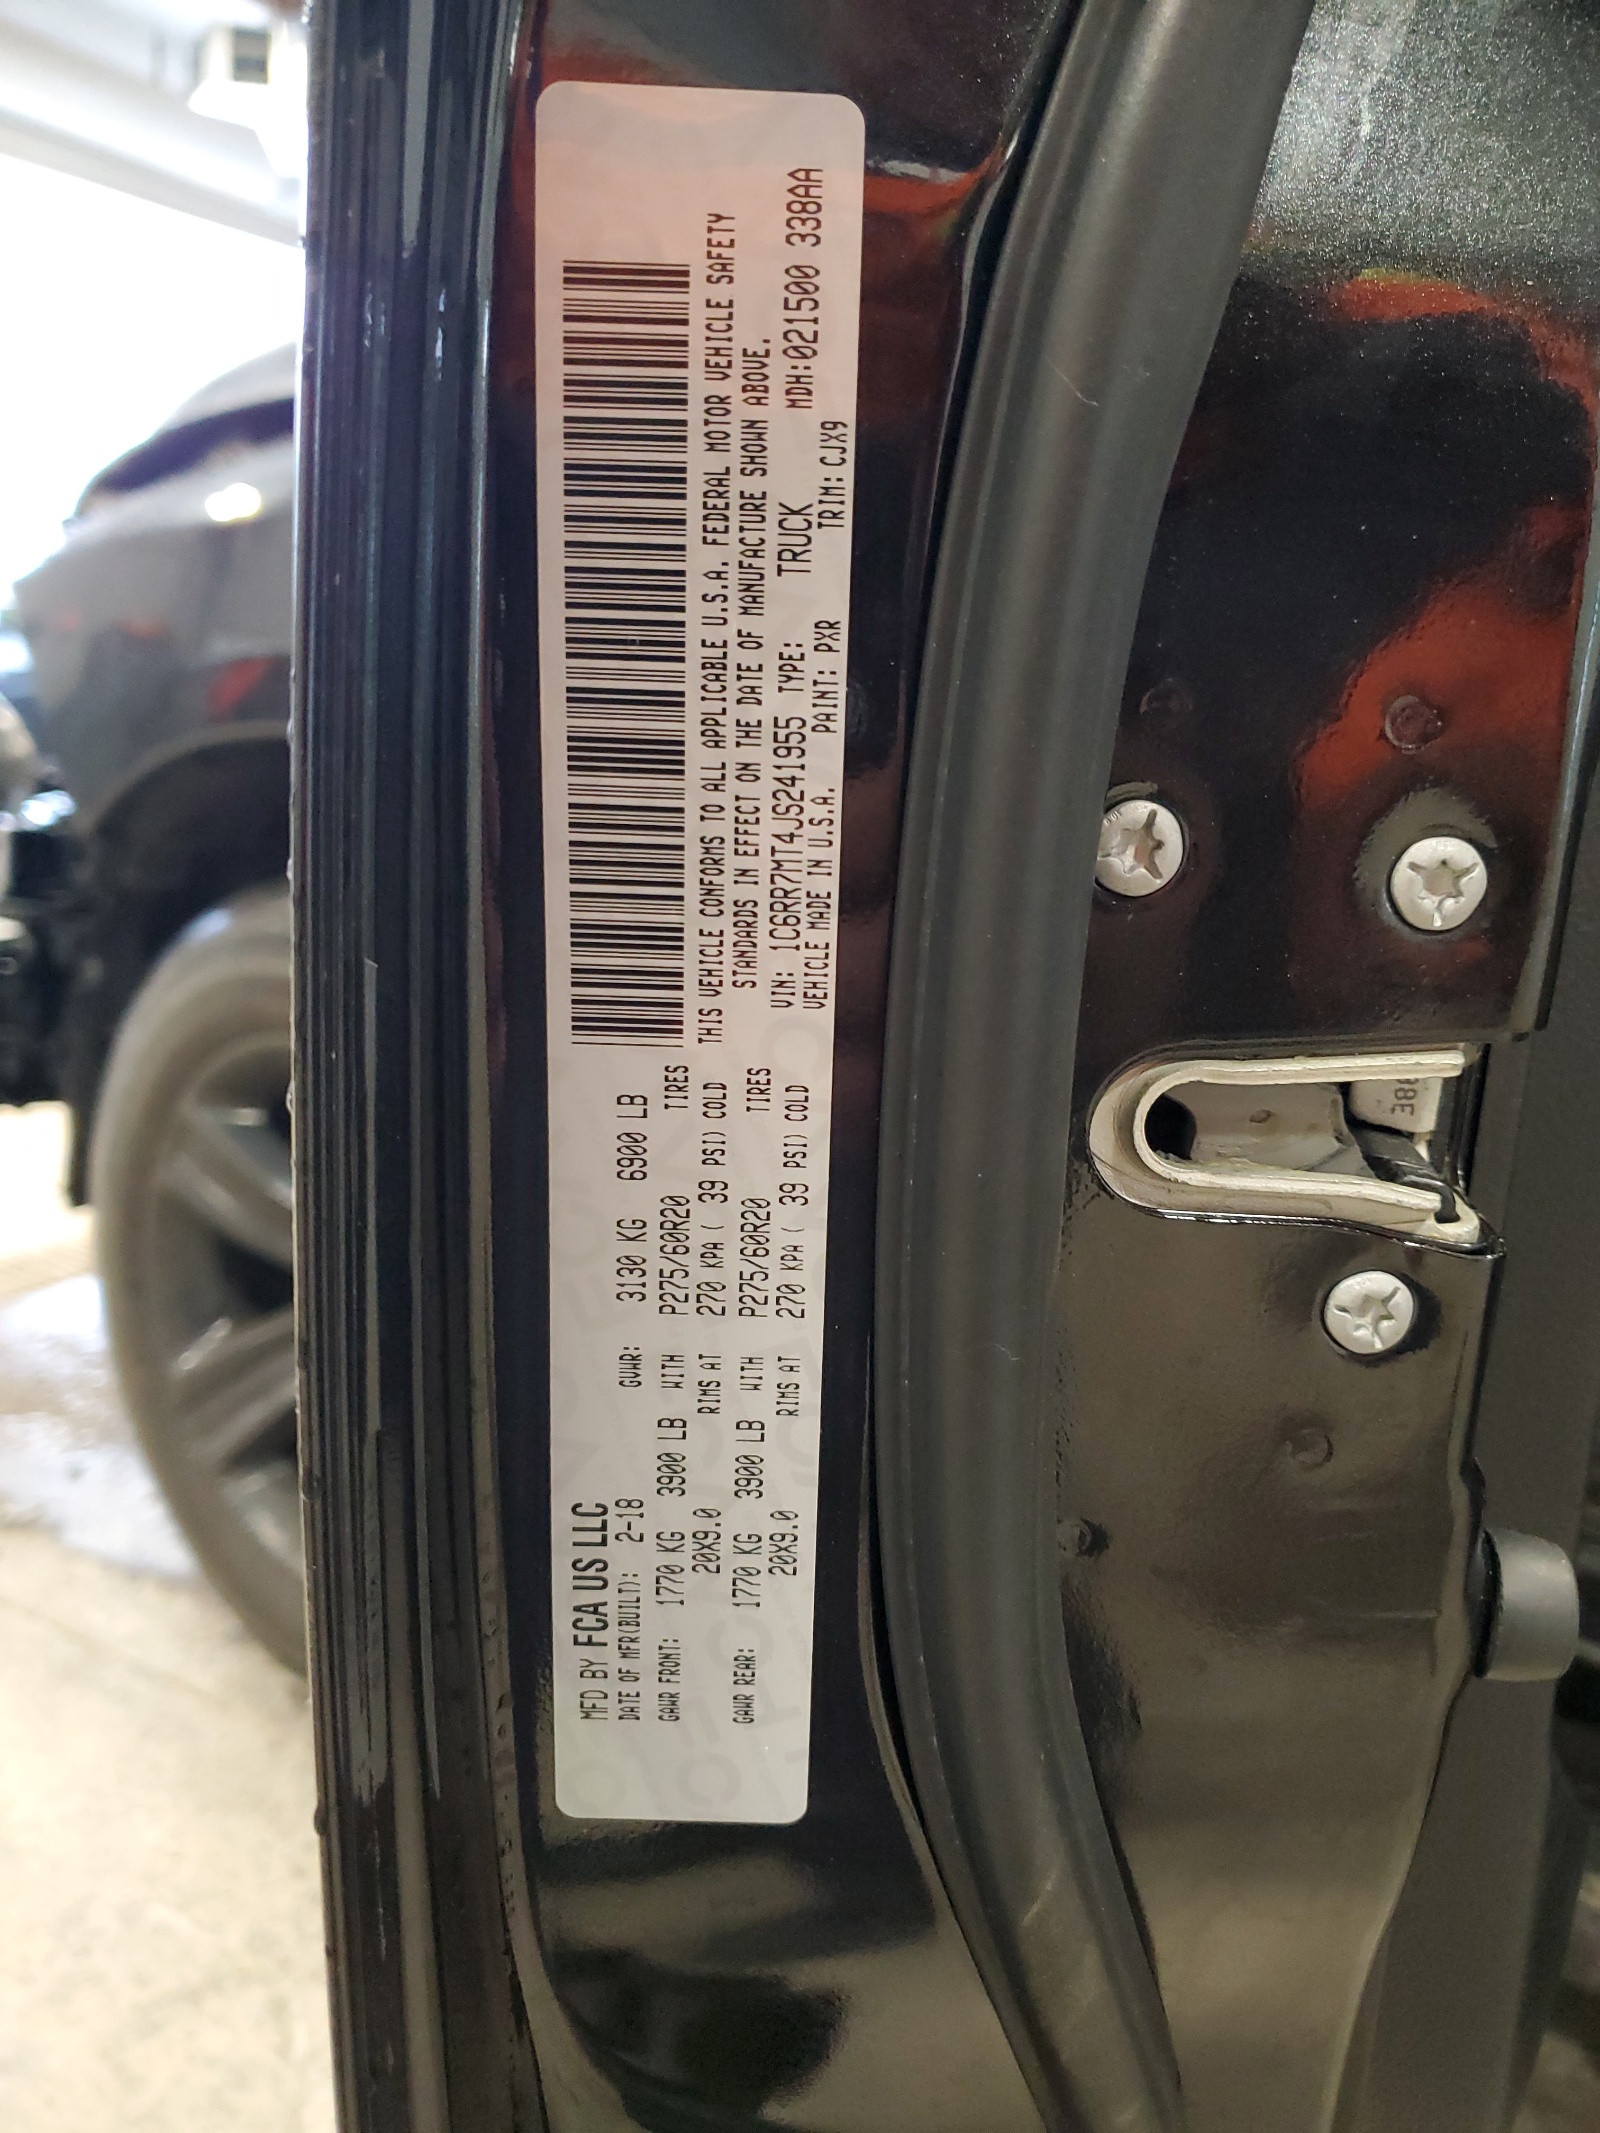 MFD BY FCA US LLC
DATE OF MFR(BUILT): 2-18 GVWR: 3130 KG 6900 LB
GAWR FRONT: 1770 KG 3900 LB WITH P275/60R20 TIRES
20X9.0 RIMS AT 270 KPA ( 39 PSI) COLD
GAWR REAR: 1770 KG 3900 LB WITH P275/60R20 TIRES
20X9.0 RIMS AT 270 KPA ( 39 PSI) COLD
THIS VEHICLE CONFORMS TO ALL APPLICABLE U.S.A. FEDERAL MOTOR VEHICLE SAFETY
STANDARDS IN EFFECT ON THE DATE OF MANUFACTURE SHOWN ABOVE.
VIN: 1C6RR7MT4JS241955 TYPE: TRUCK MDH:021500 338AA
VEHICLE MADE IN U.S.A. PAINT: PXR TRIM: CJX9